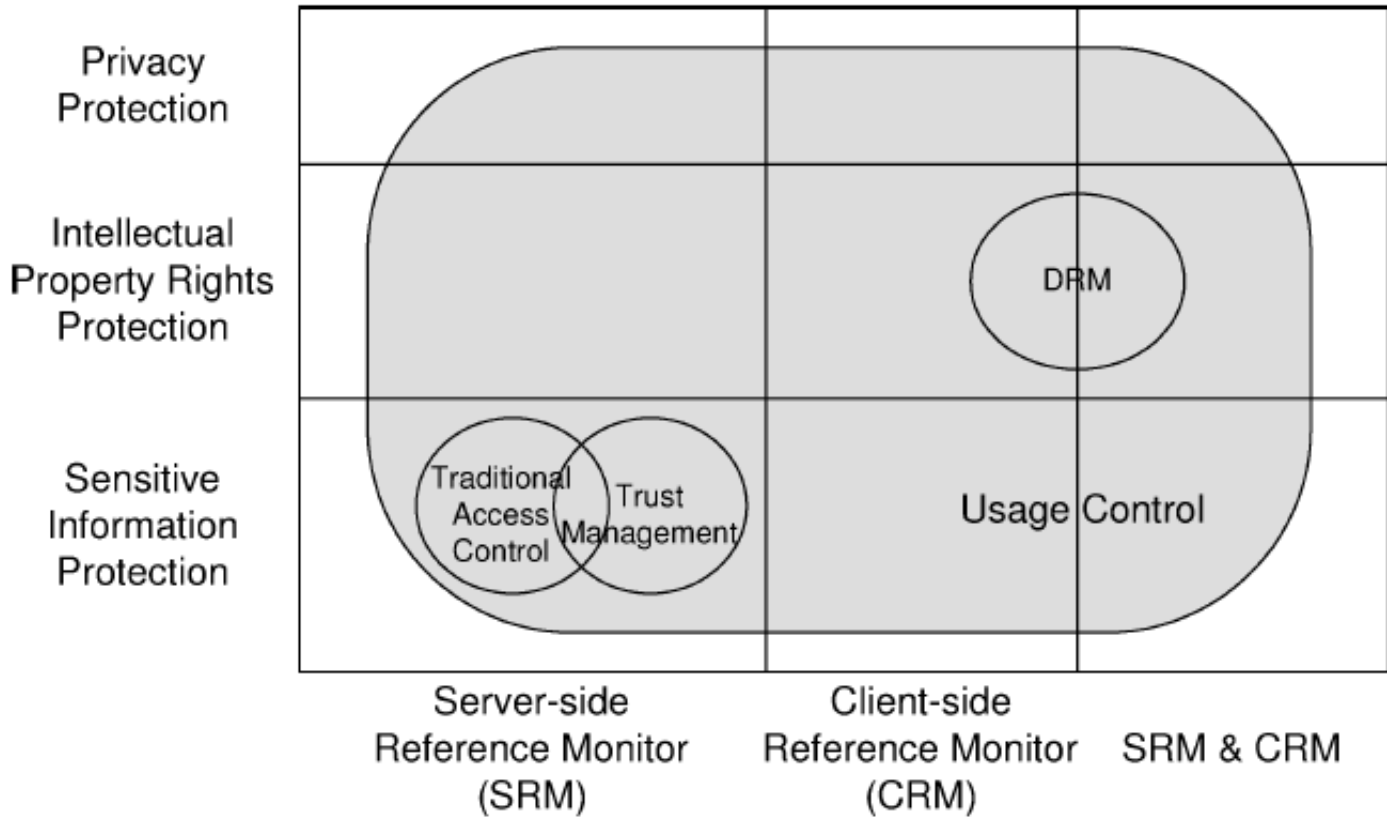 Privacy
Protection
Intellectual
Property Rights
Protection
DRM
Sensitive
Information
Protection
Traditional
Access
Control
Trust
Management
Usage Control
Server-side
Reference Monitor
(SRM)
Client-side
Reference Monitor
(CRM)
SRM & CRM